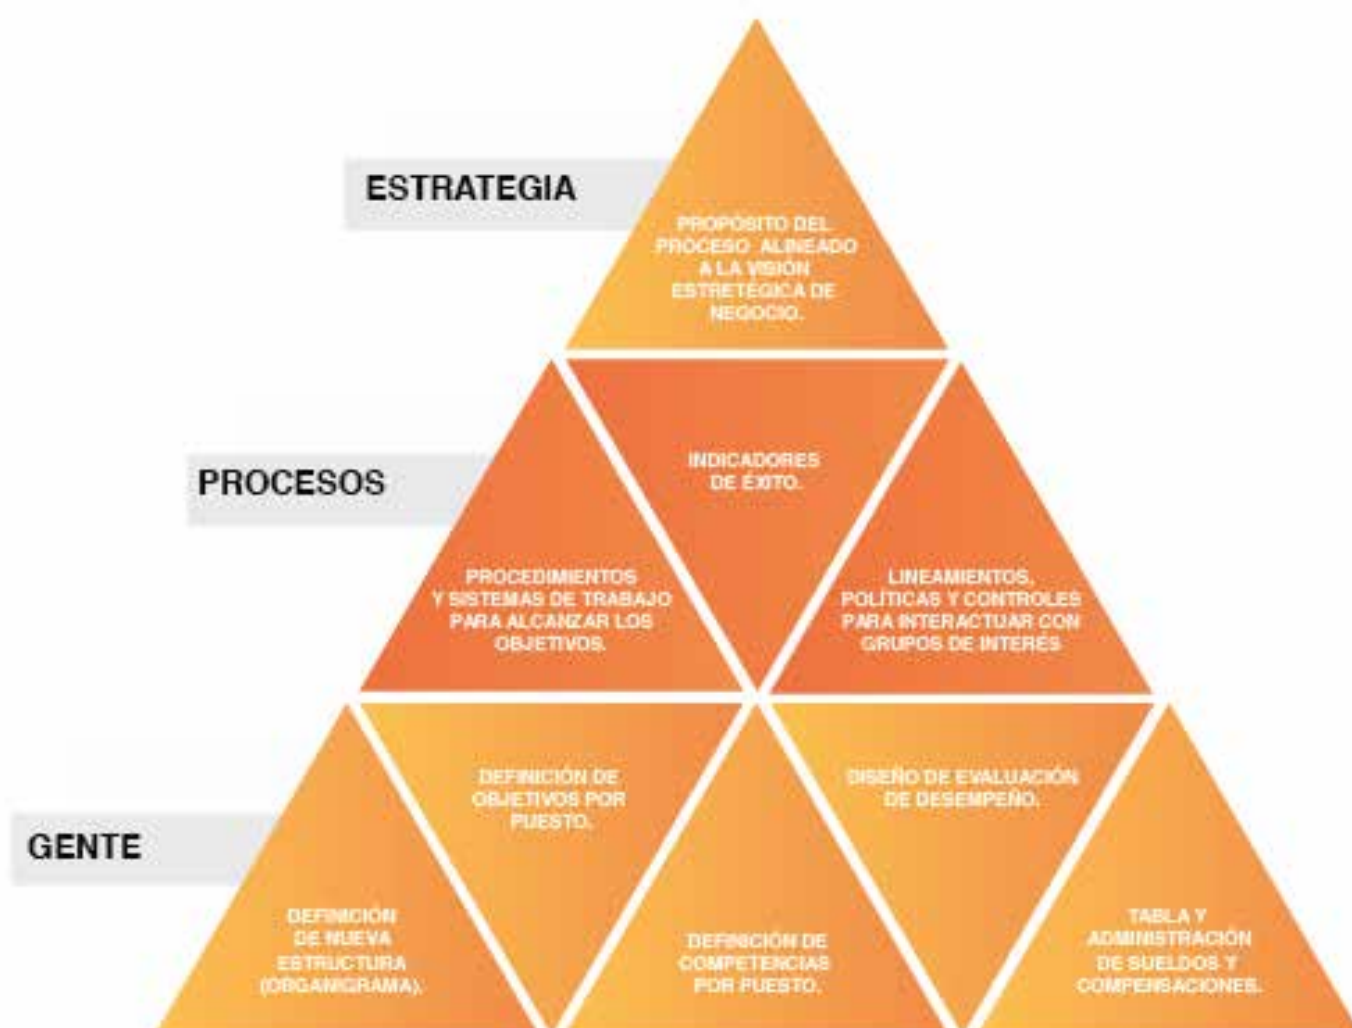 ESTRATEGIA
PROPÓSITO DEL
PROCESO ALINEADO
A LA VISIÓN
ESTRETÉGICA DE
NEGOCIO.
PROCESOS
INDICADORES
DE ÉXITO.
PROCEDIMIENTOS
Y SISTEMAS DE TRABAJO
PARA ALCANZAR LOS
OBJETIVOS.
LINEAMIENTOS,
POLÍTICAS Y CONTROLES
PARA INTERACTUAR CON
GRUPOS DE INTERÉS
GENTE
DEFINICIÓN
DE NUEVA
ESTRUCTURA
(ORGANIGRAMA).
DEFINICIÓN DE
OBJETIVOS POR
PUESTO.
DEFINICIÓN DE
COMPETENCIAS
POR PUESTO.
DISEÑO DE EVALUACIÓN
DE DESEMPEÑO.
TABLA Y
ADMINISTRACIÓN
DE SUELDOS Y
COMPENSACIONES.